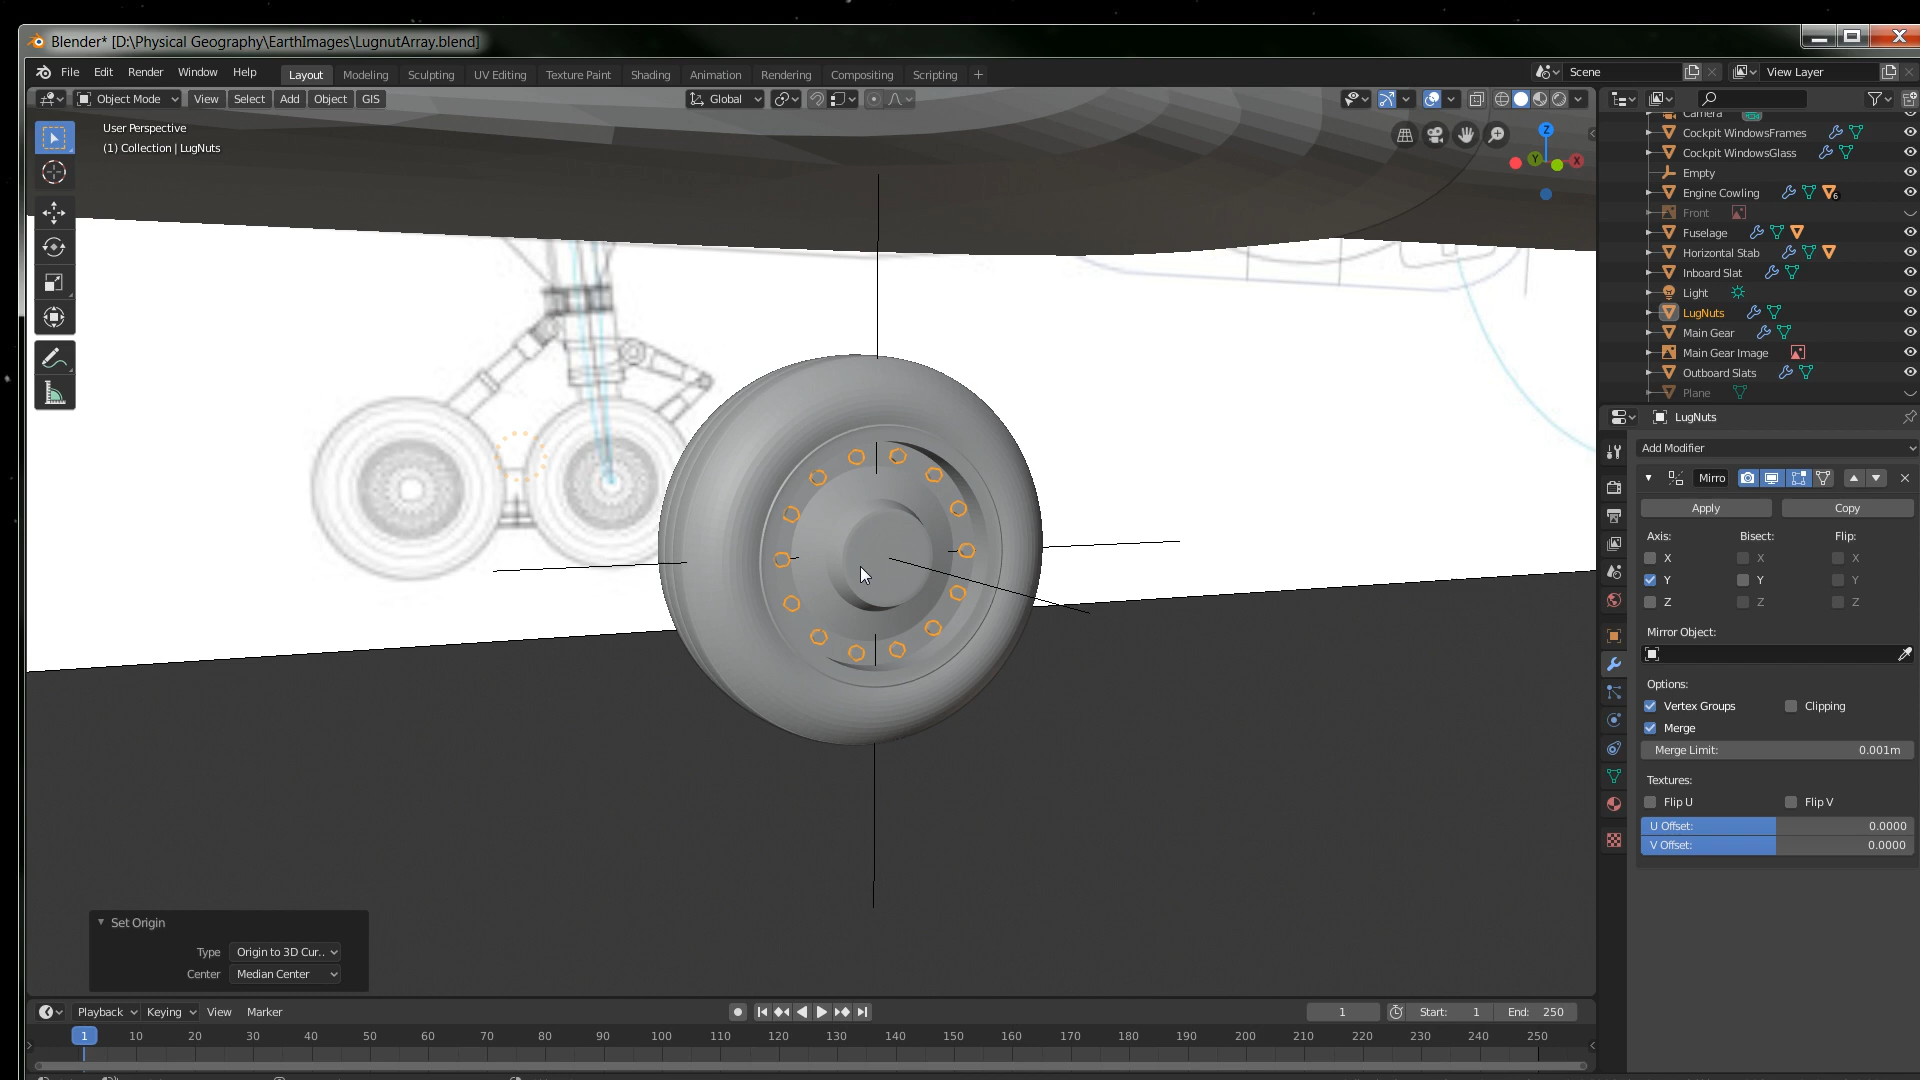 Blender* [D:\Physical Geography\EarthImages\LugnutArray.blend]
File Edit Render Window Help Layout Modeling Sculpting UV Editing Texture Paint Shading Animation Rendering Compositing Scripting + Scene View Layer
Object Mode View Select Add Object GIS Global
User Perspective
(1) Collection | LugNuts
Z
Y
X
Camera
Cockpit WindowsFrames
Cockpit WindowsGlass
Empty
Engine Cowling 6
Front
Fuselage
Horizontal Stab
Inboard Slat
Light
LugNuts
Main Gear
Main Gear Image
Outboard Slats
Plane
LugNuts
Add Modifier
Mirro
Apply Copy
Axis: Bisect: Flip:
X X X
Y Y Y
Z Z Z
Mirror Object:
Options:
Vertex Groups Clipping
Merge
Merge Limit: 0.001m
Textures:
Flip U Flip V
U Offset: 0.0000
V Offset: 0.0000
Set Origin
Type Origin to 3D Cur..
Center Median Center
Playback Keying View Marker 1 Start: 1 End: 250
1 10 20 30 40 50 60 70 80 90 100 110 120 130 140 150 160 170 180 190 200 210 220 230 240 250